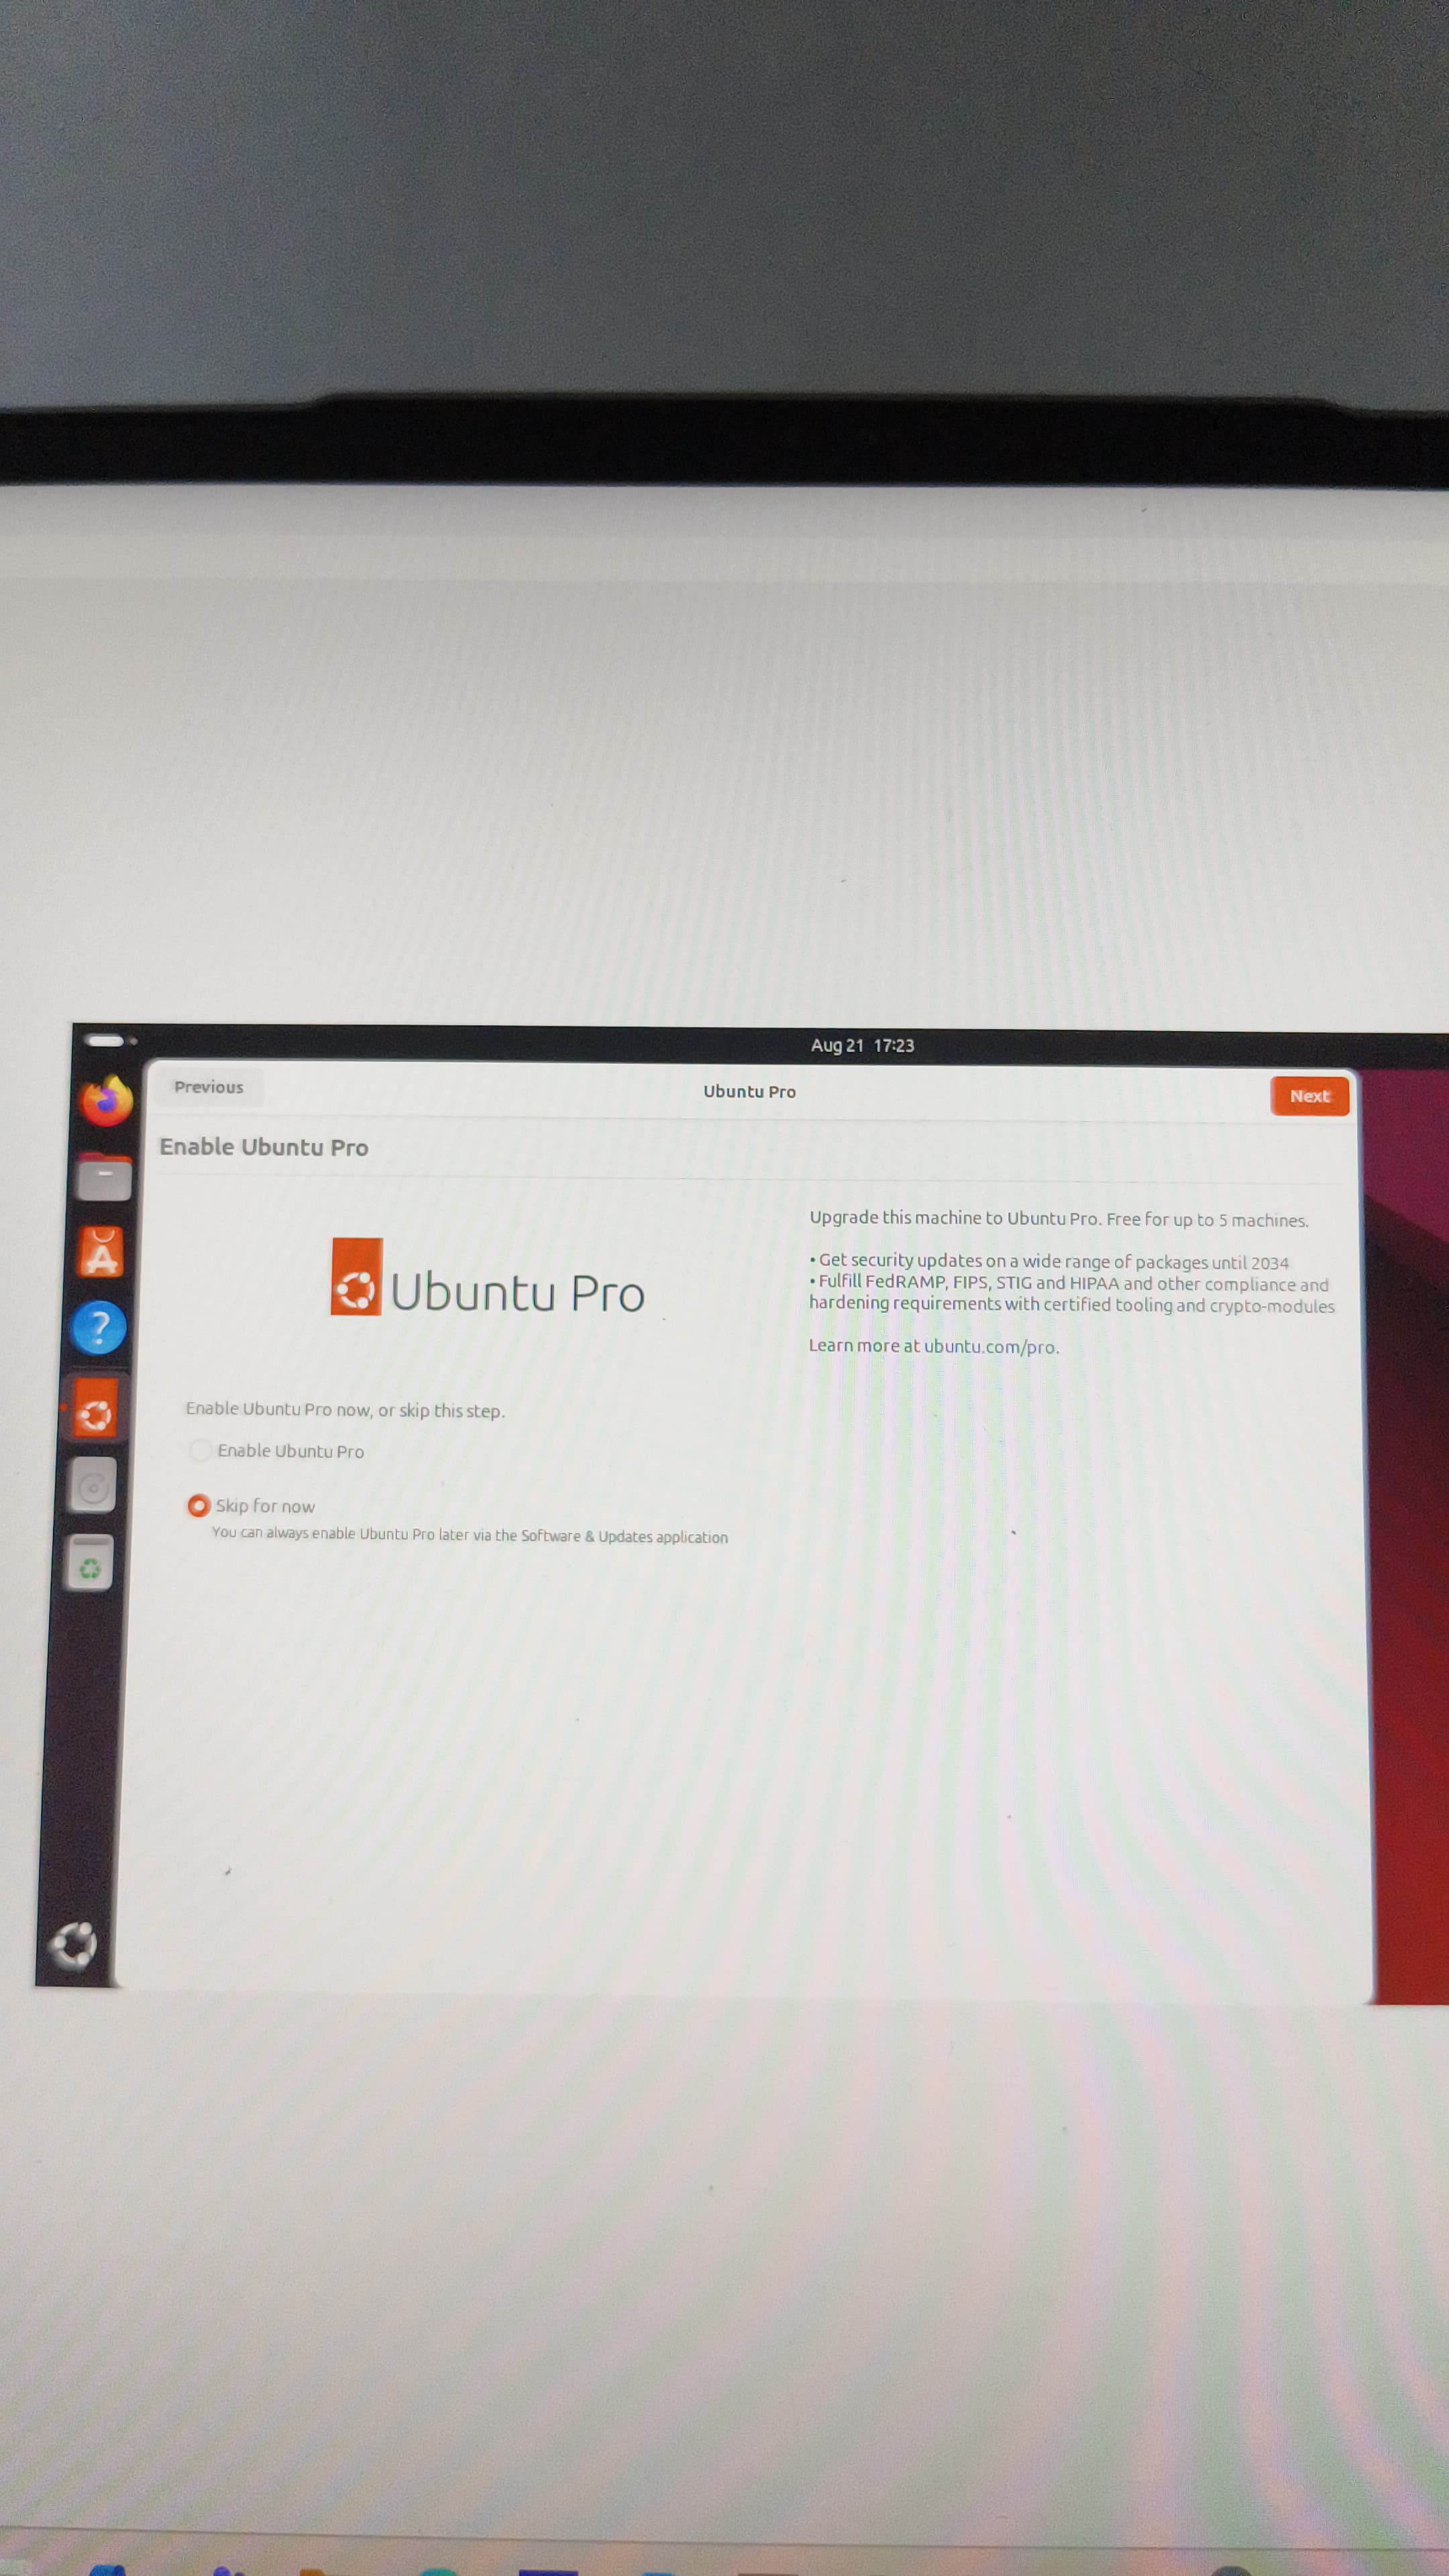 Aug 21 17:23
Previous
Ubuntu Pro
Next
Enable Ubuntu Pro
Ubuntu Pro
Upgrade this machine to Ubuntu Pro. Free for up to 5 machines.
• Get security updates on a wide range of packages until 2034
• Fulfill FedRAMP, FIPS, STIG and HIPAA and other compliance and
hardening requirements with certified tooling and crypto-modules
Learn more at ubuntu.com/pro.
Enable Ubuntu Pro now, or skip this step.
Enable Ubuntu Pro
Skip for now
You can always enable Ubuntu Pro later via the Software & Updates application